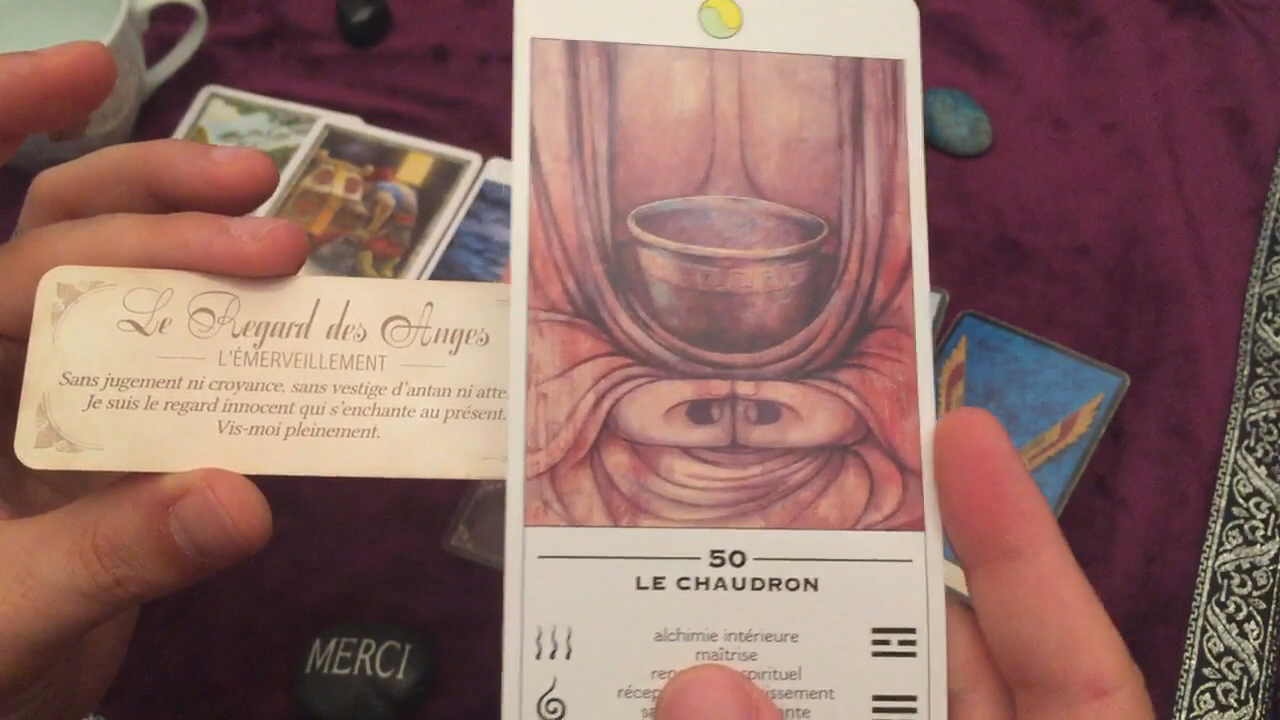 Le Regard des Anges
L'ÉMERVEILLEMENT
Sans jugement ni croyance, sans vestige d'antan ni
Je suis le regard innocent qui s'enchante au présent.
Vis-moi pleinement.
50
LE CHAUDRON
alchimie intérieure
maîtrise
MERCI